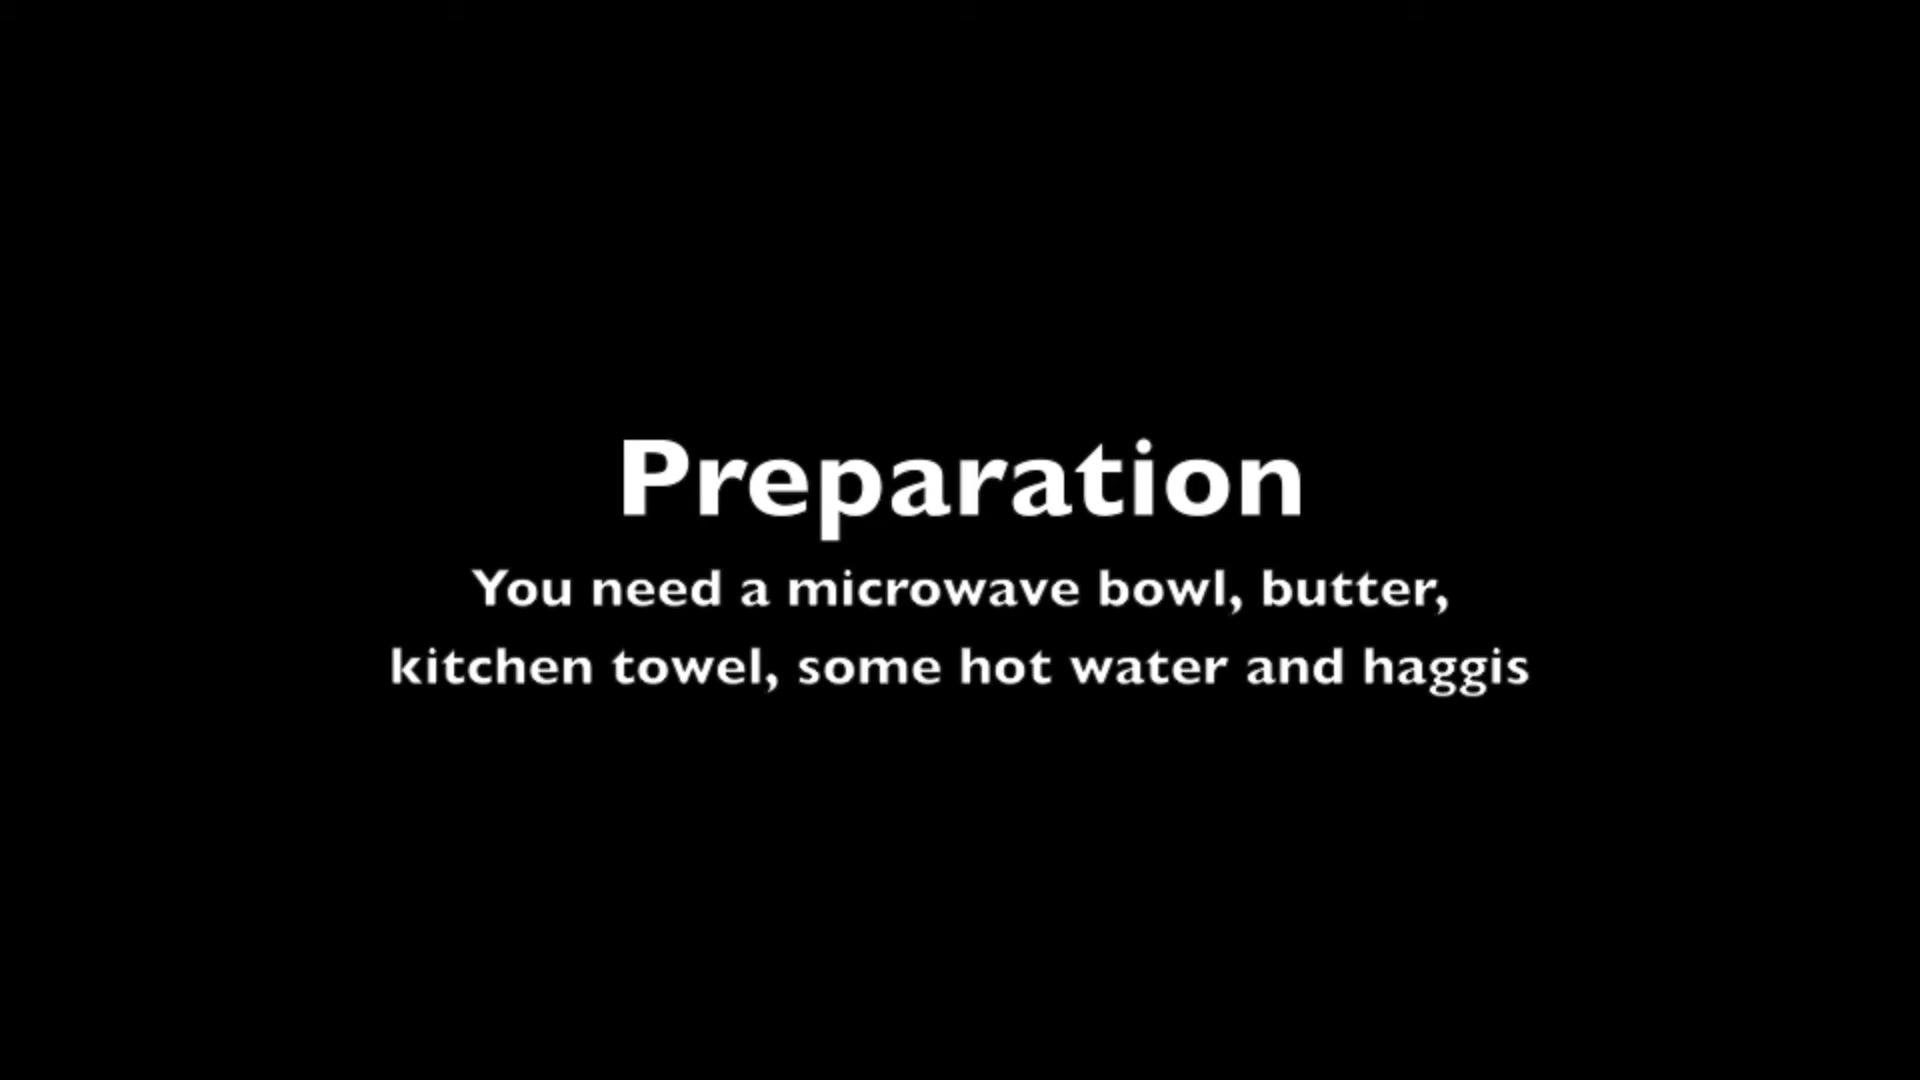 Preparation
You need a microwave bowl, butter,
kitchen towel, some hot water and haggis